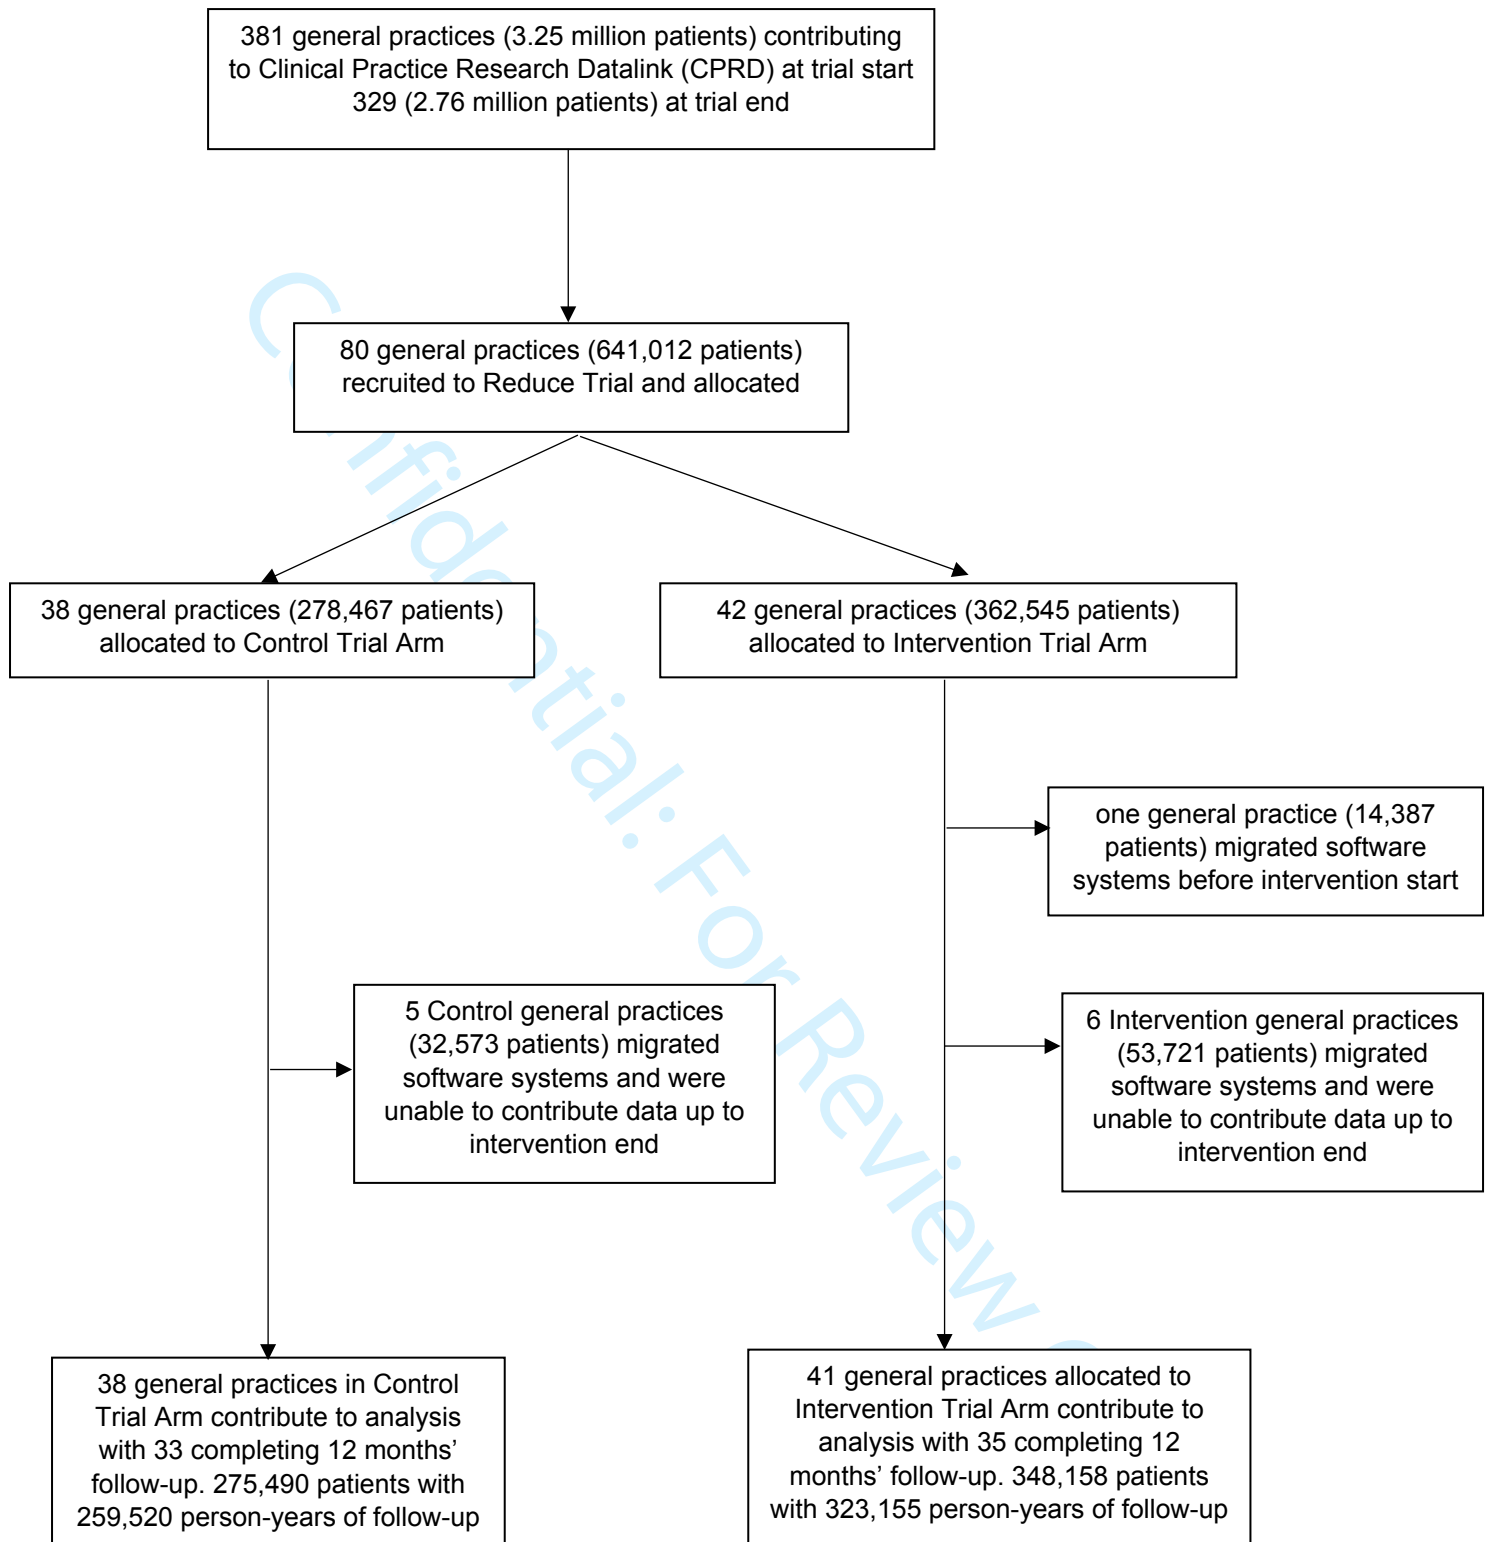 381 general practices (3.25 million patients) contributing
to Clinical Practice Research Datalink (CPRD) at trial start
329 (2.76 million patients) at trial end
80 general practices (641,012 patients)
recruited to Reduce Trial and allocated
38 general practices (278,467 patients)
allocated to Control Trial Arm
42 general practices (362,545 patients)
allocated to Intervention Trial Arm
one general practice (14,387
patients) migrated software
systems before intervention start
5 Control general practices
(32,573 patients) migrated
software systems and were
unable to contribute data up to
intervention end
6 Intervention general practices
(53,721 patients) migrated
software systems and were
unable to contribute data up to
intervention end
38 general practices in Control
Trial Arm contribute to analysis
with 33 completing 12 months’
follow-up. 275,490 patients with
259,520 person-years of follow-up
41 general practices allocated to
Intervention Trial Arm contribute to
analysis with 35 completing 12
months’ follow-up. 348,158 patients
with 323,155 person-years of follow-up
Confidential: For Review